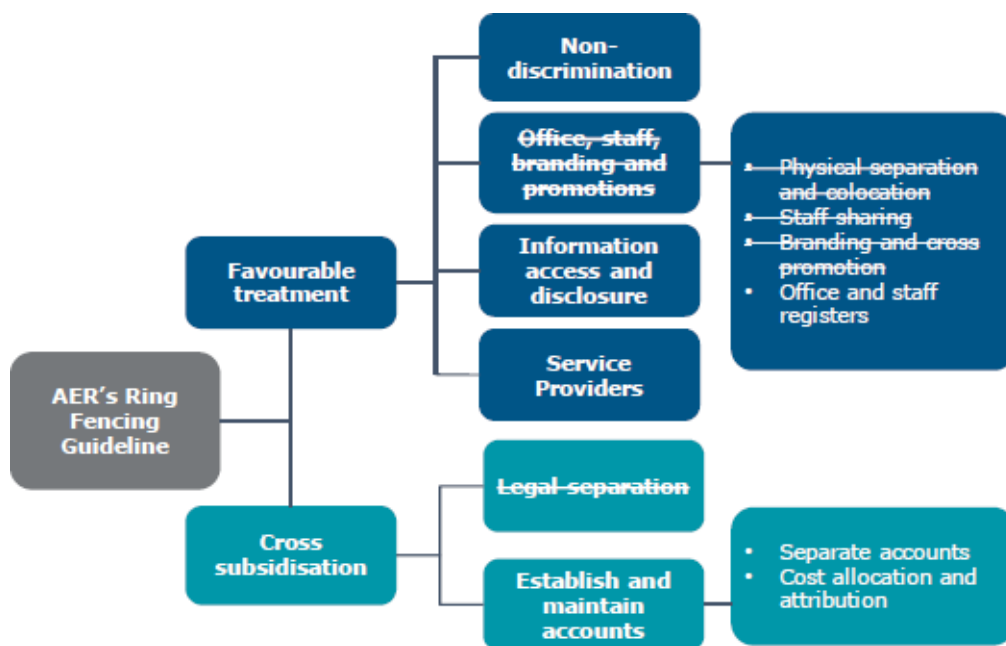 Non-
discrimination
Office, staff,
branding and
promotions
• Physical separation
and colocation
• Staff sharing
• Branding and cross
promotion
• Office and staff
registers
Information
access and
disclosure
Favourable
treatment
Service
Providers
AER's Ring
Fencing
Guideline
Legal separation
Cross
subsidisation
Establish and
maintain
accounts
• Separate accounts
• Cost allocation and
attribution